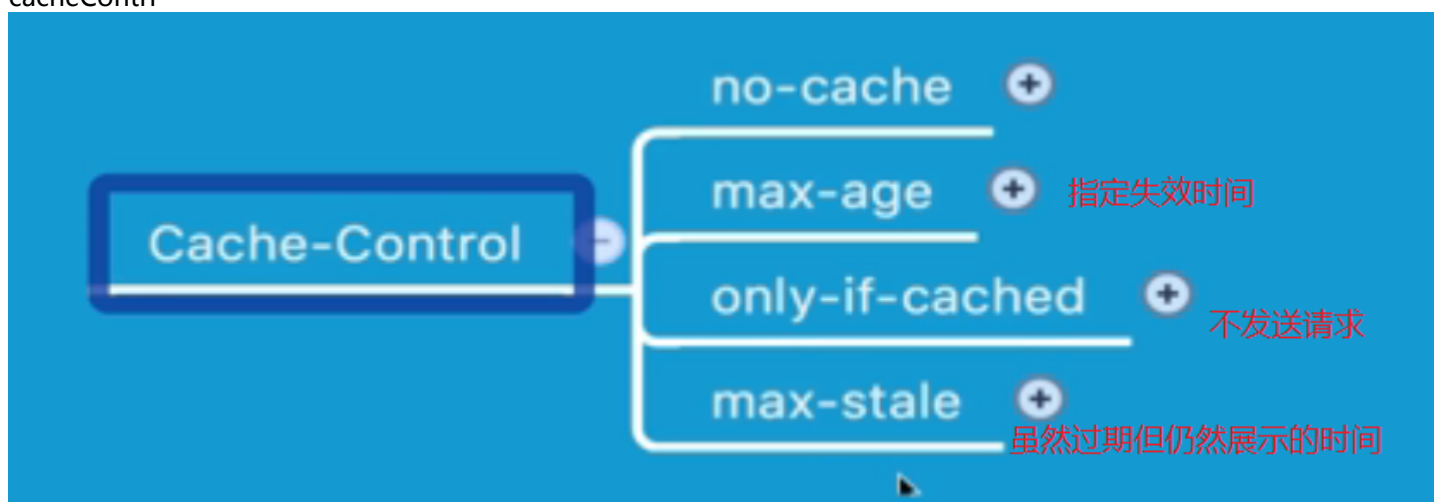 cacheContrl
no-cache
max-age 指定失效时间
Cache-Control
only-if-cached
不发送请求
max-stale
虽然过期但仍然展示的时间